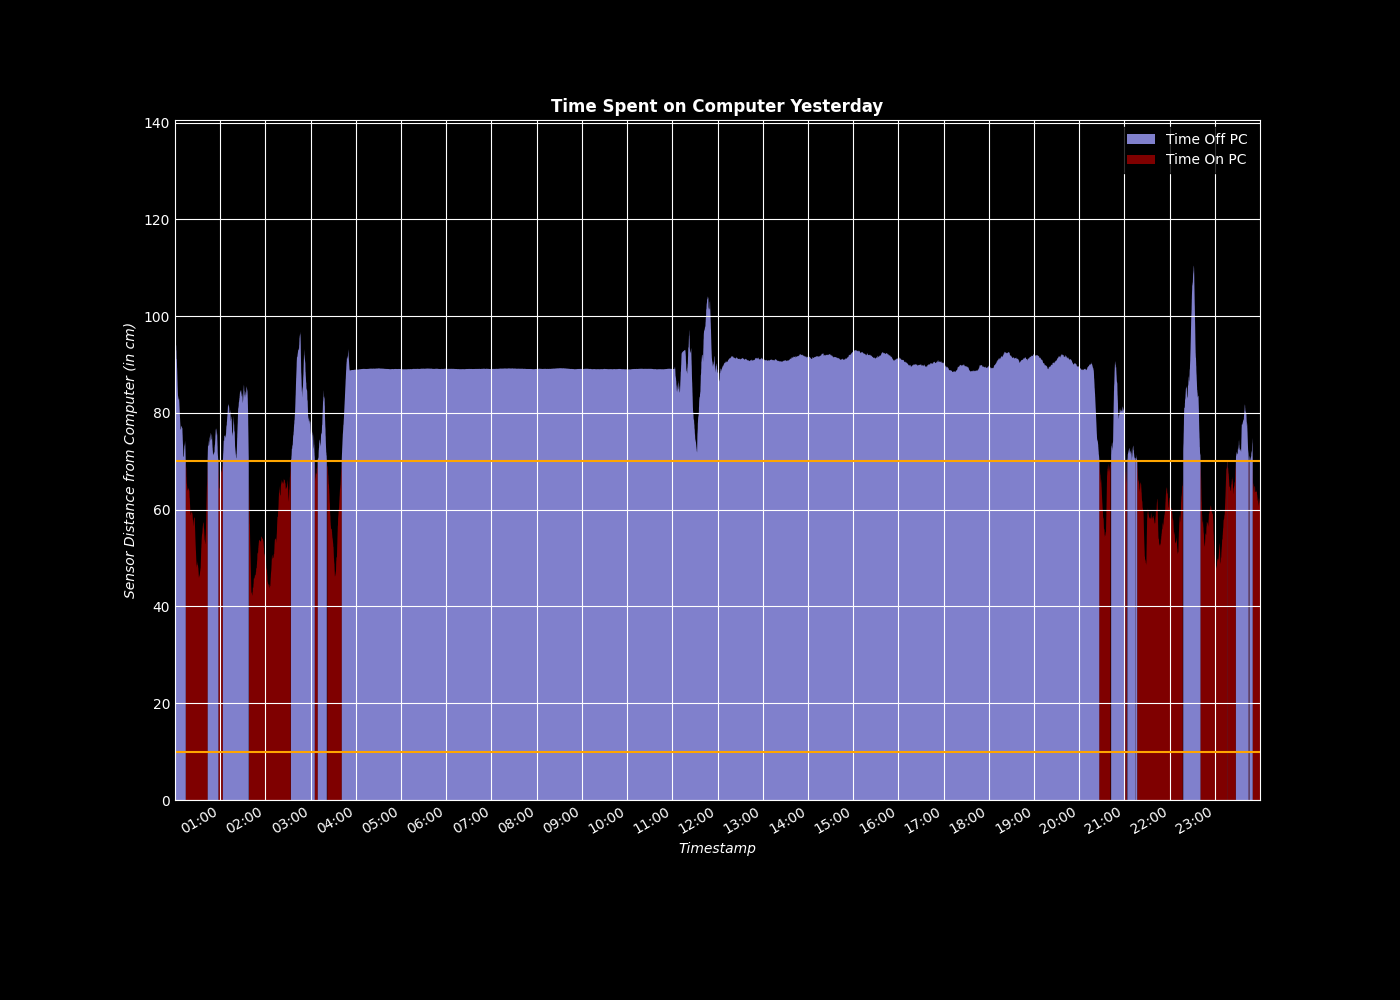 Time Spent on Computer Yesterday
Time Off PC
Time On PC
Sensor Distance from Computer (in cm)
140
120
100
80
60
40
20
0
01:00 02:00 03:00 04:00 05:00 06:00 07:00 08:00 09:00 10:00 11:00 12:00 13:00 14:00 15:00 16:00 17:00 18:00 19:00 20:00 21:00 22:00 23:00
Timestamp